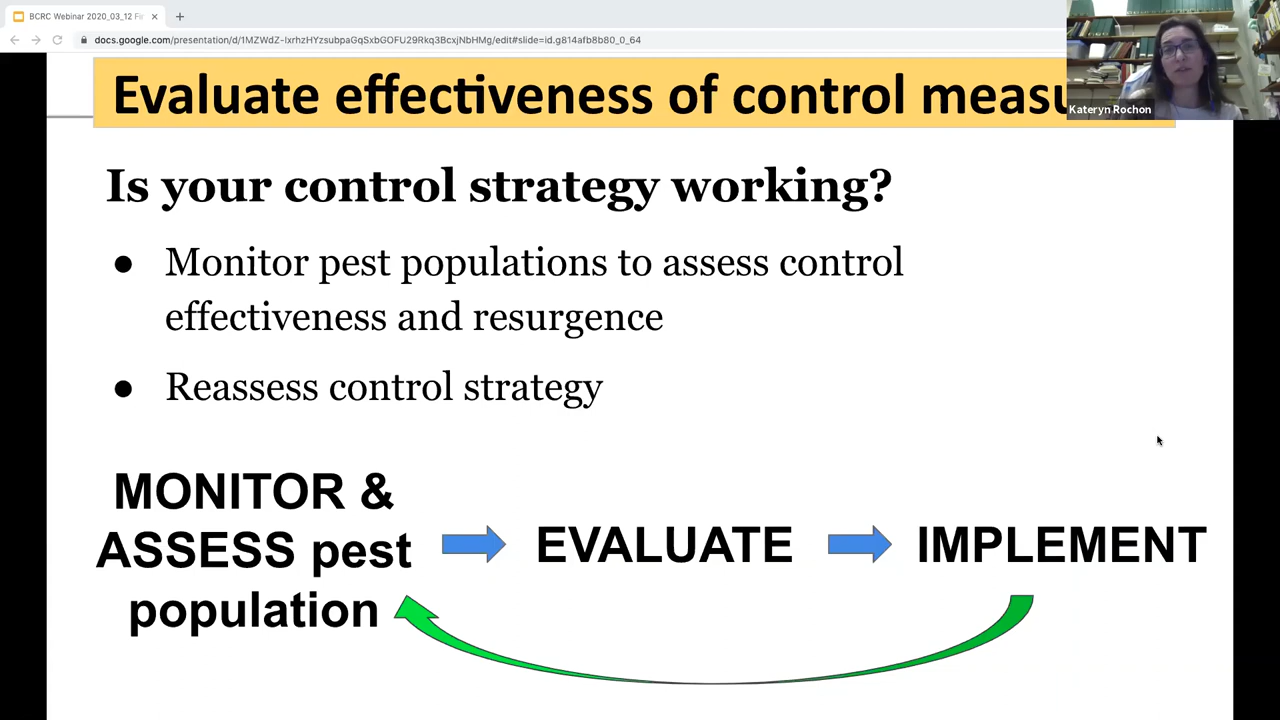 BCRC Webinar 2020_03_12 Fi
docs.google.com/presentation/d/1MZWdZ-IxrhzHYzsubpaGqSxbGOFU29Rkq3BcxjNbHMg/edit#slide=id.g814afb8b80_0_64
Kateryn Rochon
Evaluate effectiveness of control measu
Is your control strategy working?
● Monitor pest populations to assess control
effectiveness and resurgence
● Reassess control strategy
MONITOR &
ASSESS pest
population
EVALUATE
IMPLEMENT